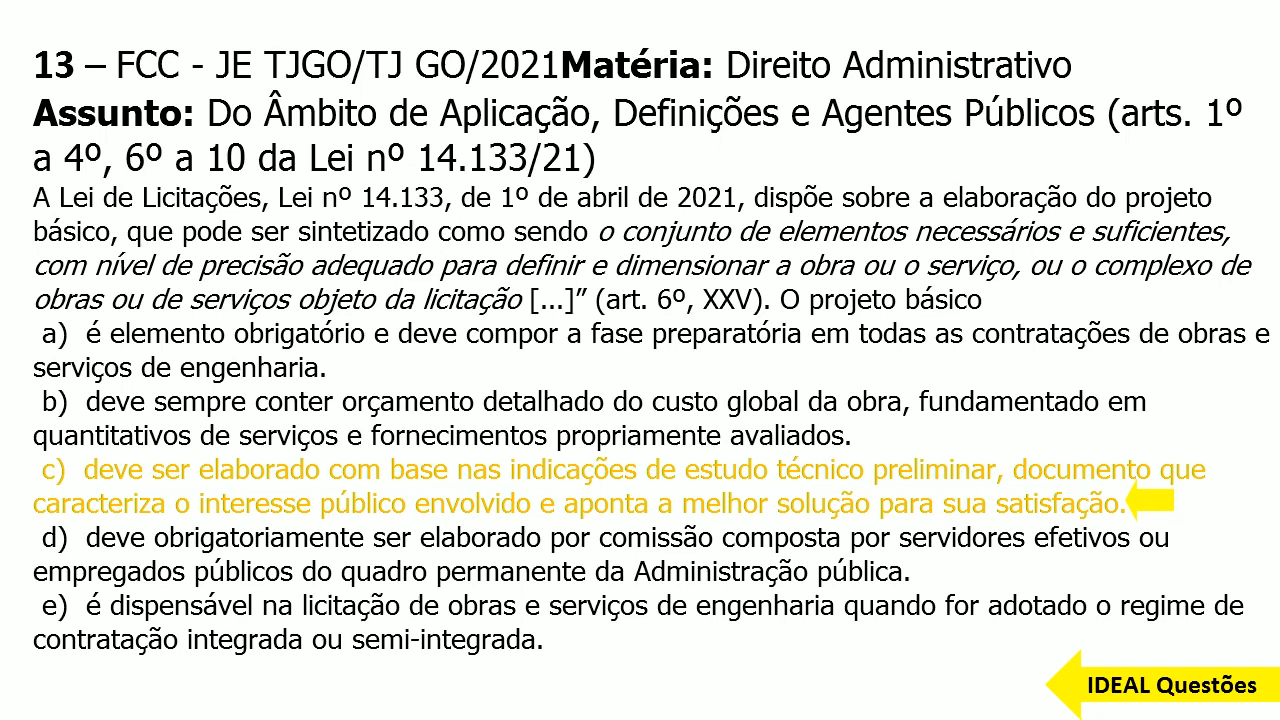 13 – FCC - JE TJGO/TJ GO/2021Matéria: Direito Administrativo
Assunto: Do Âmbito de Aplicação, Definições e Agentes Públicos (arts. 1º
a 4º, 6º a 10 da Lei nº 14.133/21)
A Lei de Licitações, Lei nº 14.133, de 1º de abril de 2021, dispõe sobre a elaboração do projeto
básico, que pode ser sintetizado como sendo o conjunto de elementos necessários e suficientes,
com nível de precisão adequado para definir e dimensionar a obra ou o serviço, ou o complexo de
obras ou de serviços objeto da licitação [...]” (art. 6º, XXV). O projeto básico
a) é elemento obrigatório e deve compor a fase preparatória em todas as contratações de obras e
serviços de engenharia.
b) deve sempre conter orçamento detalhado do custo global da obra, fundamentado em
quantitativos de serviços e fornecimentos propriamente avaliados.
c) deve ser elaborado com base nas indicações de estudo técnico preliminar, documento que
caracteriza o interesse público envolvido e aponta a melhor solução para sua satisfação.
d) deve obrigatoriamente ser elaborado por comissão composta por servidores efetivos ou
empregados públicos do quadro permanente da Administração pública.
e) é dispensável na licitação de obras e serviços de engenharia quando for adotado o regime de
contratação integrada ou semi-integrada.
IDEAL Questões